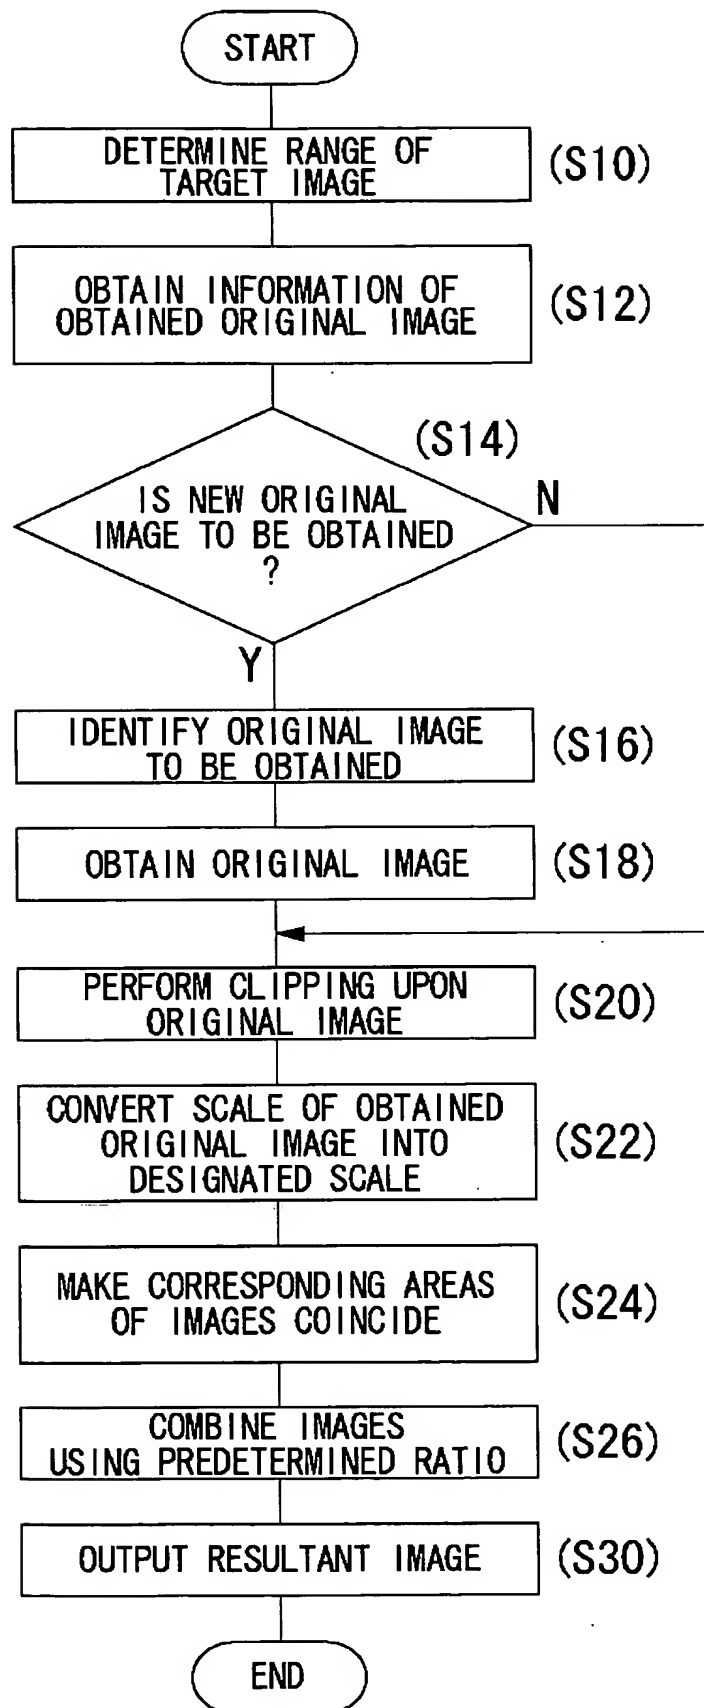 START
DETERMINE RANGE OF
TARGET IMAGE
(S10)
OBTAIN INFORMATION OF
OBTAINED ORIGINAL IMAGE
(S12)
(S14)
IS NEW ORIGINAL
IMAGE TO BE OBTAINED
?
N
Y
IDENTIFY ORIGINAL IMAGE
TO BE OBTAINED
(S16)
OBTAIN ORIGINAL IMAGE
(S18)
PERFORM CLIPPING UPON
ORIGINAL IMAGE
(S20)
CONVERT SCALE OF OBTAINED
ORIGINAL IMAGE INTO
DESIGNATED SCALE
(S22)
MAKE CORRESPONDING AREAS
OF IMAGES COINCIDE
(S24)
COMBINE IMAGES
USING PREDETERMINED RATIO
(S26)
OUTPUT RESULTANT IMAGE
(S30)
END